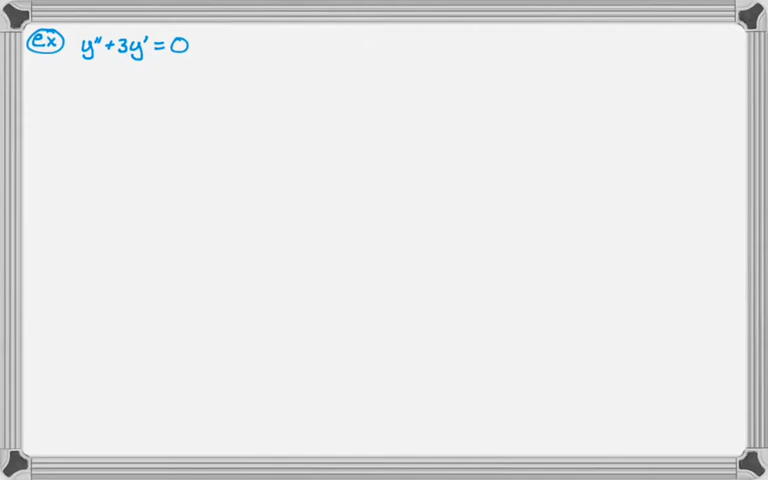 ex y'' + 3y' = 0